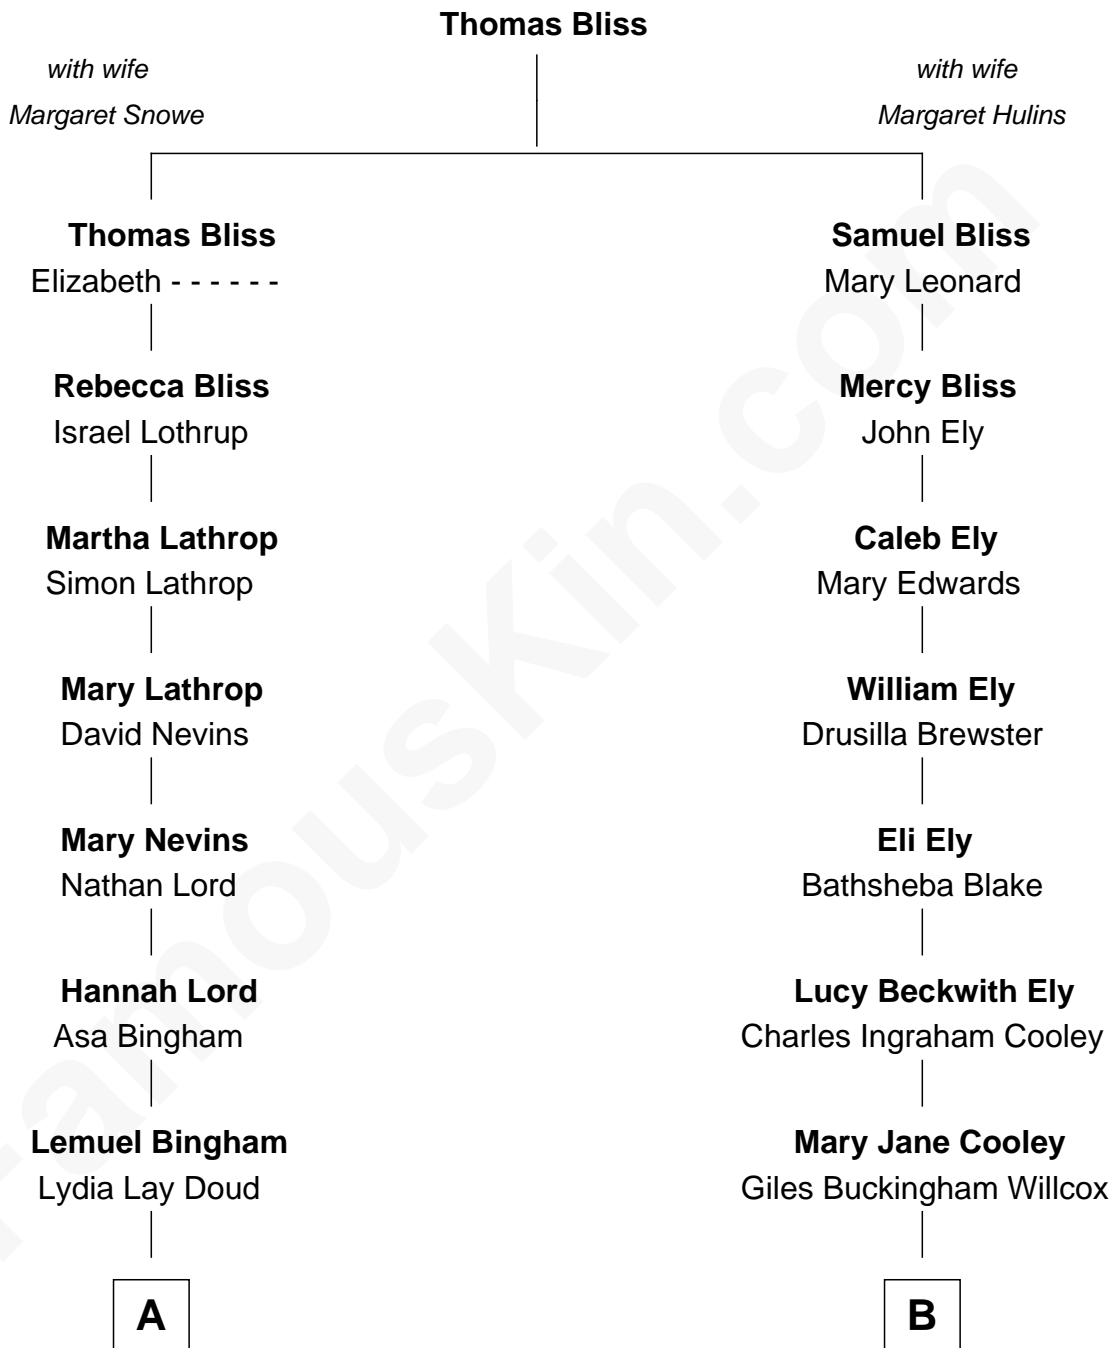 Thomas Bliss
with wife
Margaret Snowe
with wife
Margaret Hulins
Thomas Bliss
Elizabeth - - - - - -
Samuel Bliss
Mary Leonard
Rebecca Bliss
Israel Lothrup
Mercy Bliss
John Ely
Martha Lathrop
Simon Lathrop
Caleb Ely
Mary Edwards
Mary Lathrop
David Nevins
William Ely
Drusilla Brewster
Mary Nevins
Nathan Lord
Eli Ely
Bathsheba Blake
Hannah Lord
Asa Bingham
Lucy Beckwith Ely
Charles Ingraham Cooley
Lemuel Bingham
Lydia Lay Doud
Mary Jane Cooley
Giles Buckingham Willcox
A
B
FamousKin.com